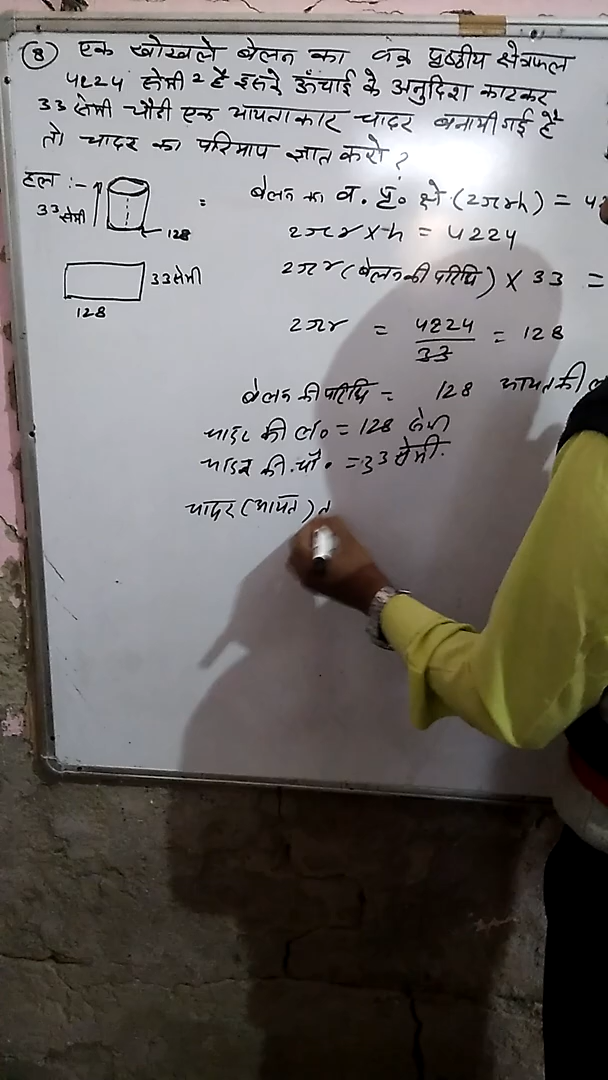 (8) एक खोखले बेलन का वक्र पृष्ठीय क्षेत्रफल
4224 सेमी² है इसे ऊँचाई के अनुदिश काटकर
33 सेमी चौडी एक आयताकार चादर बनायी गई है
तो चादर का परिमाप ज्ञात करो ?
हल :-
33 सेमी
128
= बेलन का व. पृ. क्षे (2πrh) = 42
2πr × h = 4224
33 सेमी
128
2πr (बेलन की परिधि) × 33 =
2πr = 4224/33 = 128
बेलन की परिधि = 128 आयत की ल
चादर की ल० = 128 सेमी
चादर की चौ० = 33 सेमी.
चादर (आयत)